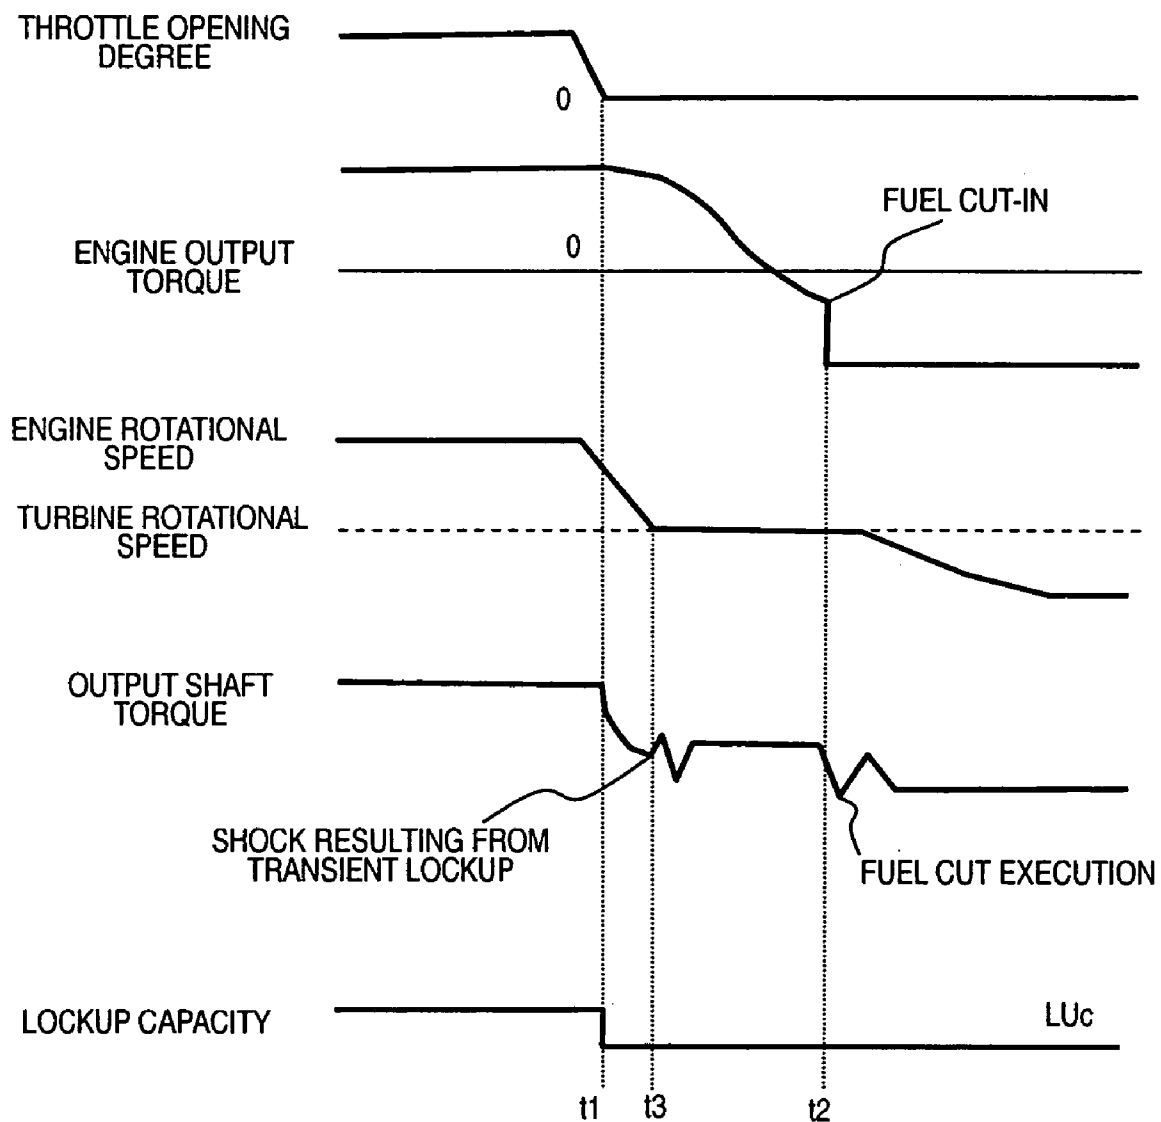 THROTTLE OPENING
DEGREE
0
FUEL CUT-IN
ENGINE OUTPUT
TORQUE
0
ENGINE ROTATIONAL
SPEED
TURBINE ROTATIONAL
SPEED
OUTPUT SHAFT
TORQUE
SHOCK RESULTING FROM
TRANSIENT LOCKUP
FUEL CUT EXECUTION
LOCKUP CAPACITY
LUc
t1
t3
t2